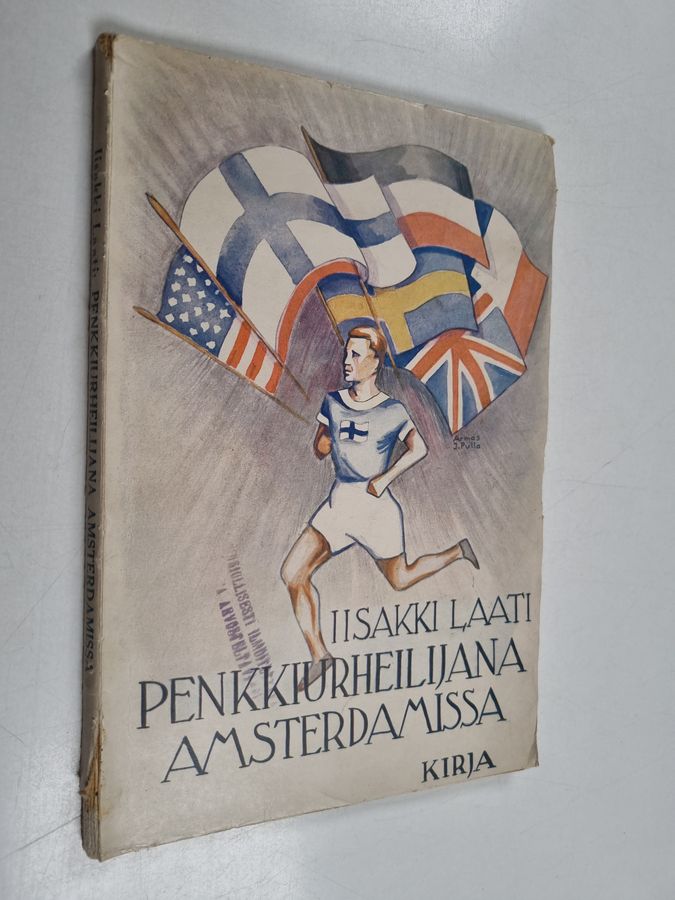 Iisakki Laati: PENKKIURHEILIJANA AMSTERDAMISSA
Armas
J. Pulla
IISAKKI LAATI
PENKKIURHEILIJANA
AMSTERDAMISSA
KIRJA